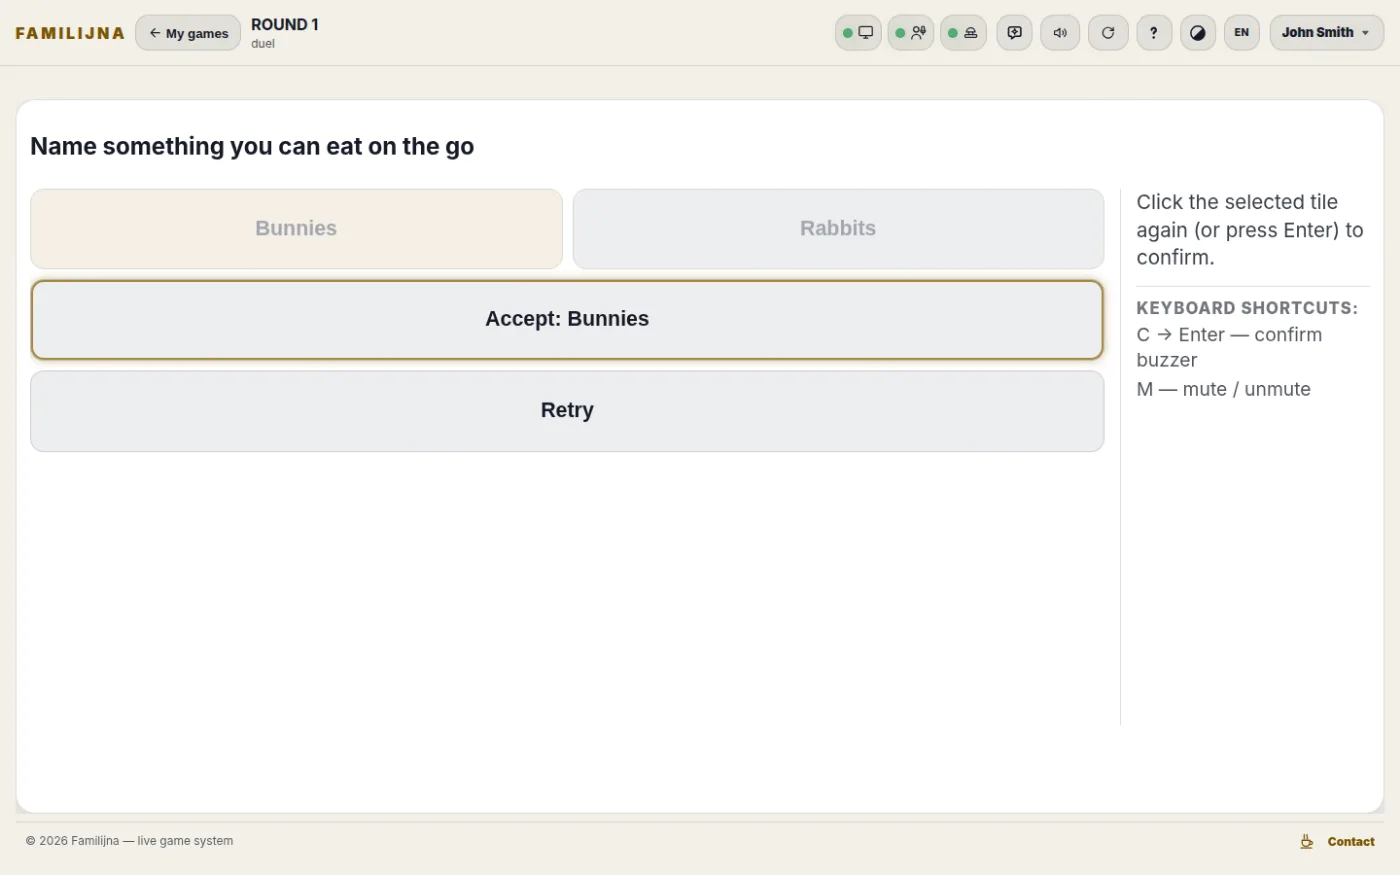 FAMILIJNA
← My games
ROUND 1
duel
?
EN
John Smith
Name something you can eat on the go
Bunnies
Rabbits
Accept: Bunnies
Retry
Click the selected tile
again (or press Enter) to
confirm.
KEYBOARD SHORTCUTS:
C → Enter — confirm
buzzer
M — mute / unmute
© 2026 Familijna — live game system
Contact